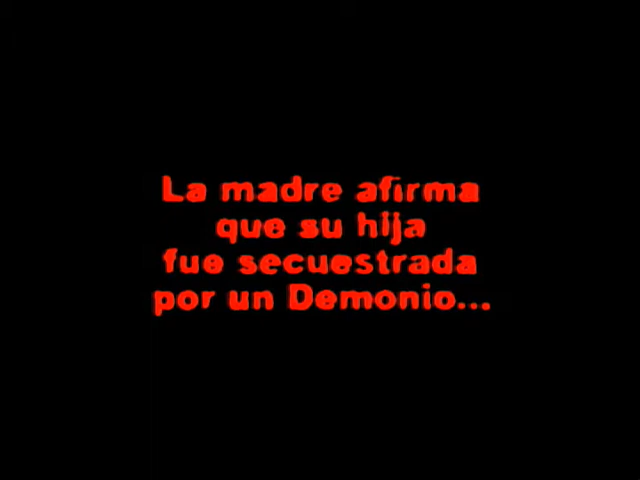 La madre afirma
que su hija
fue secuestrada
por un Demonio...